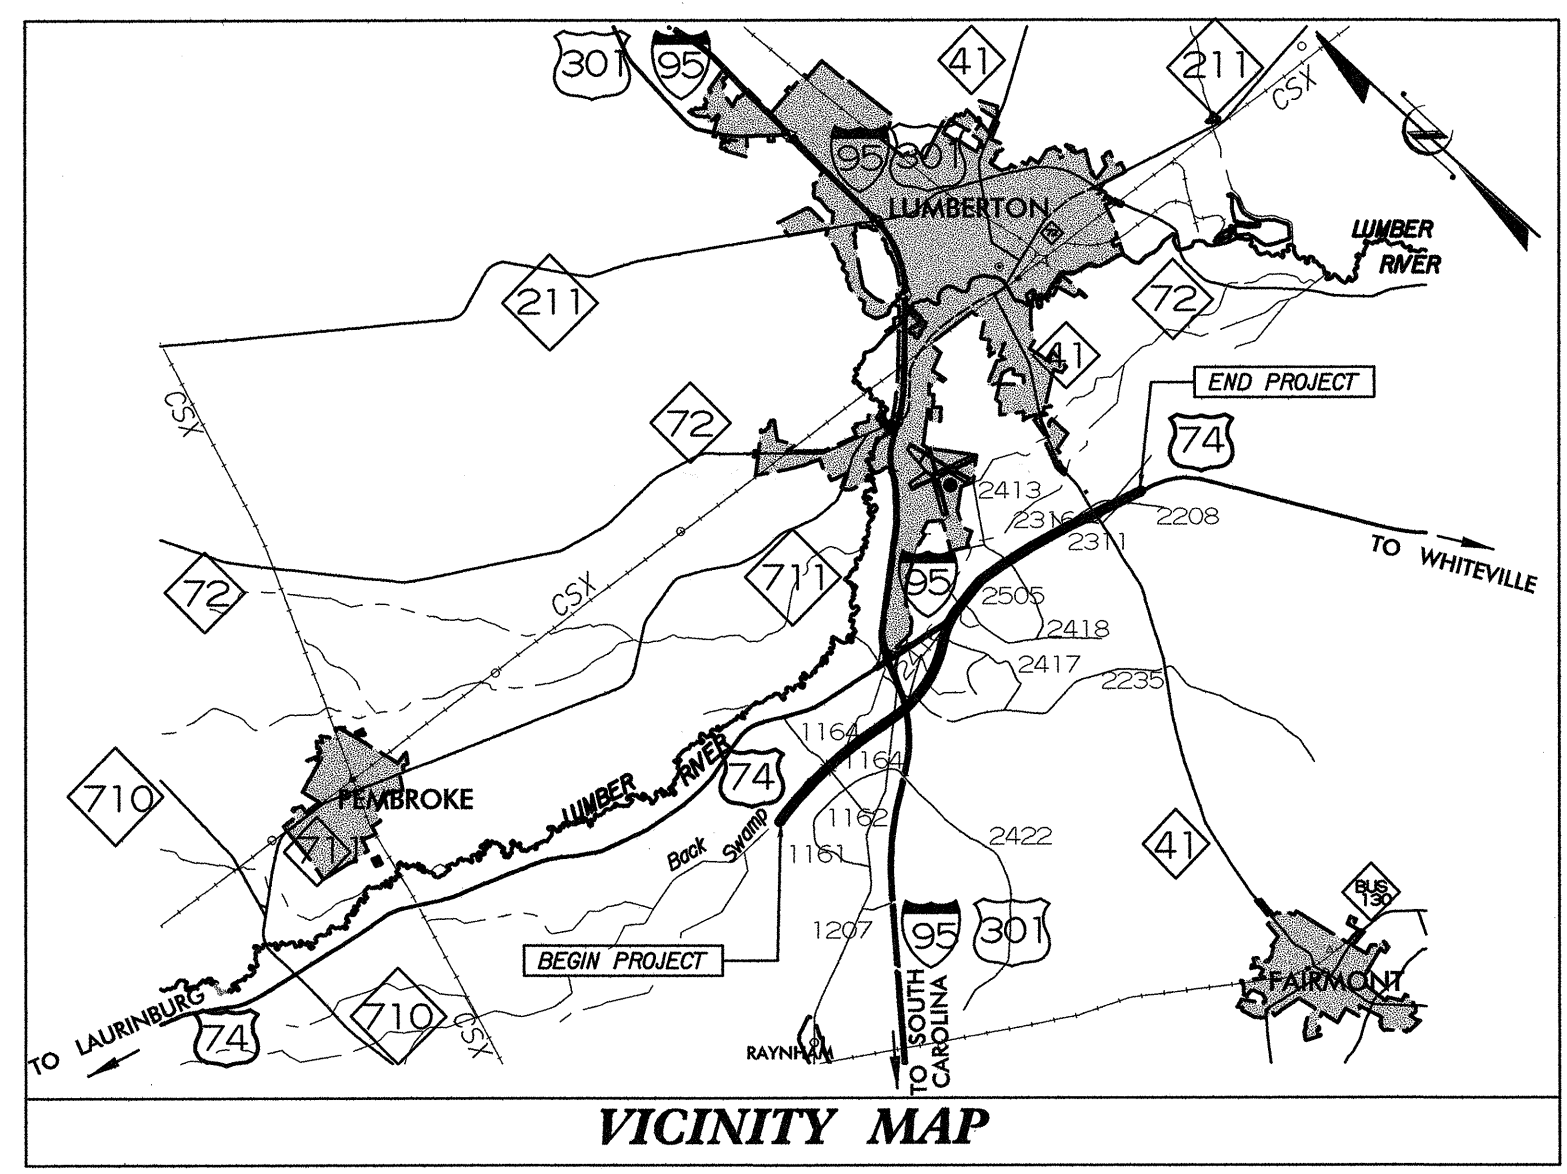 301
95
41
211
CSX
N
95
301
LUMBERTON
72
LUMBER
RIVER
211
72
41
END PROJECT
CSX
72
74
2413
2316
2208
2311
TO WHITEVILLE
72
711
CSX
95
2505
2418
2417
2235
1164
LUMBER RIVER
74
1164
710
PEMBROKE
711
1162
Back Swamp
1161
2422
41
BUS
130
1207
95
301
BEGIN PROJECT
FAIRMONT
TO LAURINBURG
74
710
CSX
RAYNHAM
TO SOUTH
CAROLINA
VICINITY MAP